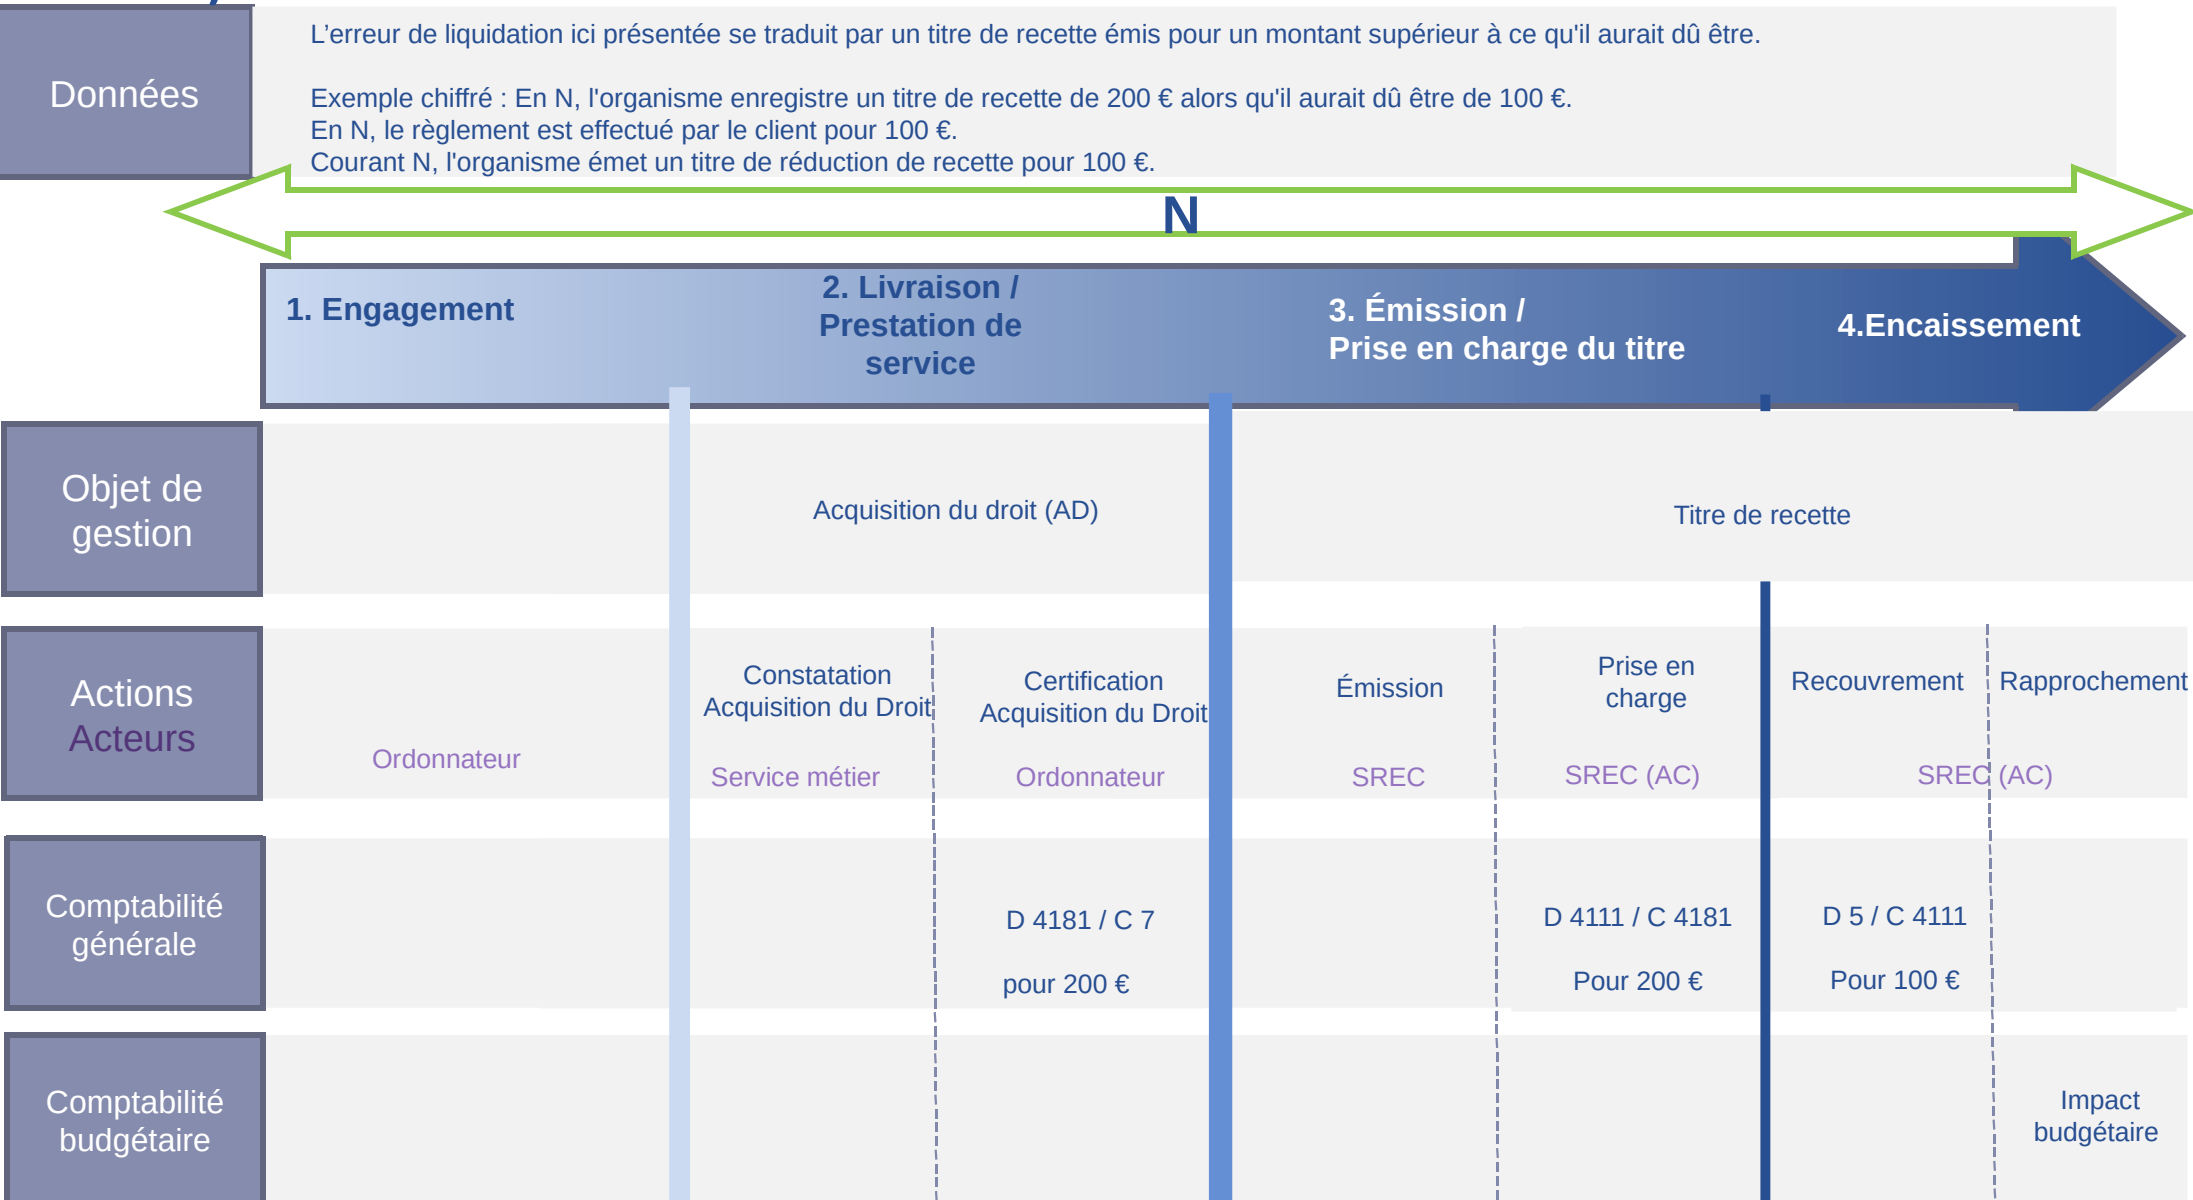 Données
L’erreur de liquidation ici présentée se traduit par un titre de recette émis pour un montant supérieur à ce qu'il aurait dû être.
Exemple chiffré : En N, l'organisme enregistre un titre de recette de 200 € alors qu'il aurait dû être de 100 €.
En N, le règlement est effectué par le client pour 100 €.
Courant N, l'organisme émet un titre de réduction de recette pour 100 €.
N
1. Engagement
2. Livraison /
Prestation de
service
3. Émission /
Prise en charge du titre
4.Encaissement
Objet de
gestion
Acquisition du droit (AD)
Titre de recette
Actions
Acteurs
Ordonnateur
Constatation
Acquisition du Droit
Service métier
Certification
Acquisition du Droit
Ordonnateur
Émission
SREC
Prise en
charge
SREC (AC)
Recouvrement
Rapprochement
SREC (AC)
Comptabilité
générale
D 4181 / C 7
pour 200 €
D 4111 / C 4181
Pour 200 €
D 5 / C 4111
Pour 100 €
Comptabilité
budgétaire
Impact
budgétaire